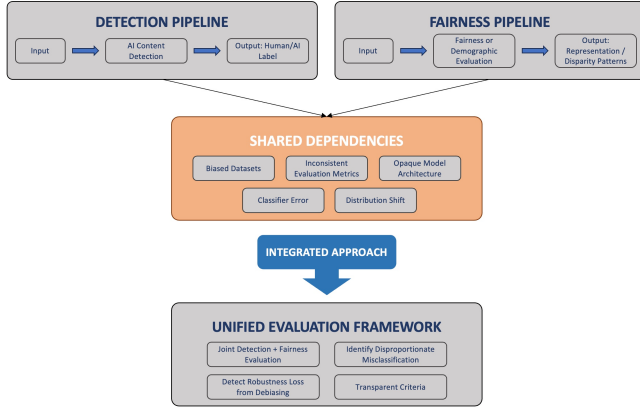 DETECTION PIPELINE
Input
AI Content
Detection
Output: Human/AI
Label
FAIRNESS PIPELINE
Input
Fairness or
Demographic
Evaluation
Output:
Representation /
Disparity Patterns
SHARED DEPENDENCIES
Biased Datasets
Inconsistent
Evaluation Metrics
Opaque Model
Architecture
Classifier Error
Distribution Shift
INTEGRATED APPROACH
UNIFIED EVALUATION FRAMEWORK
Joint Detection + Fairness
Evaluation
Identify Disproportionate
Misclassification
Detect Robustness Loss
from Debiasing
Transparent Criteria